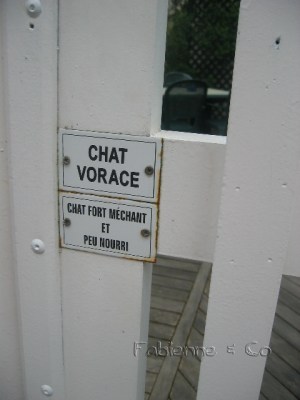 CHAT
VORACE
CHAT FORT MÉCHANT
ET
PEU NOURRI
Fabienne & Co